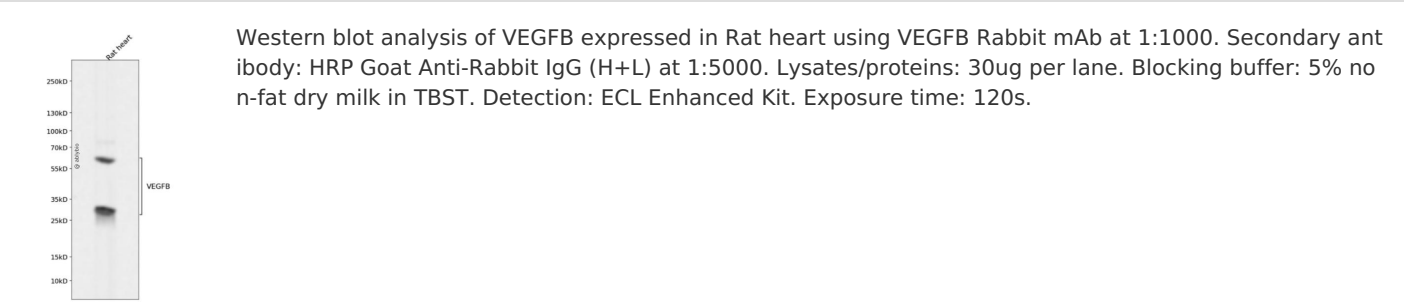 Rat heart
Western blot analysis of VEGFB expressed in Rat heart using VEGFB Rabbit mAb at 1:1000. Secondary ant
ibody: HRP Goat Anti-Rabbit IgG (H+L) at 1:5000. Lysates/proteins: 30ug per lane. Blocking buffer: 5% no
n-fat dry milk in TBST. Detection: ECL Enhanced Kit. Exposure time: 120s.
250kD
130kD
100kD
70kD
55kD
35kD
25kD
15kD
10kD
VEGFB